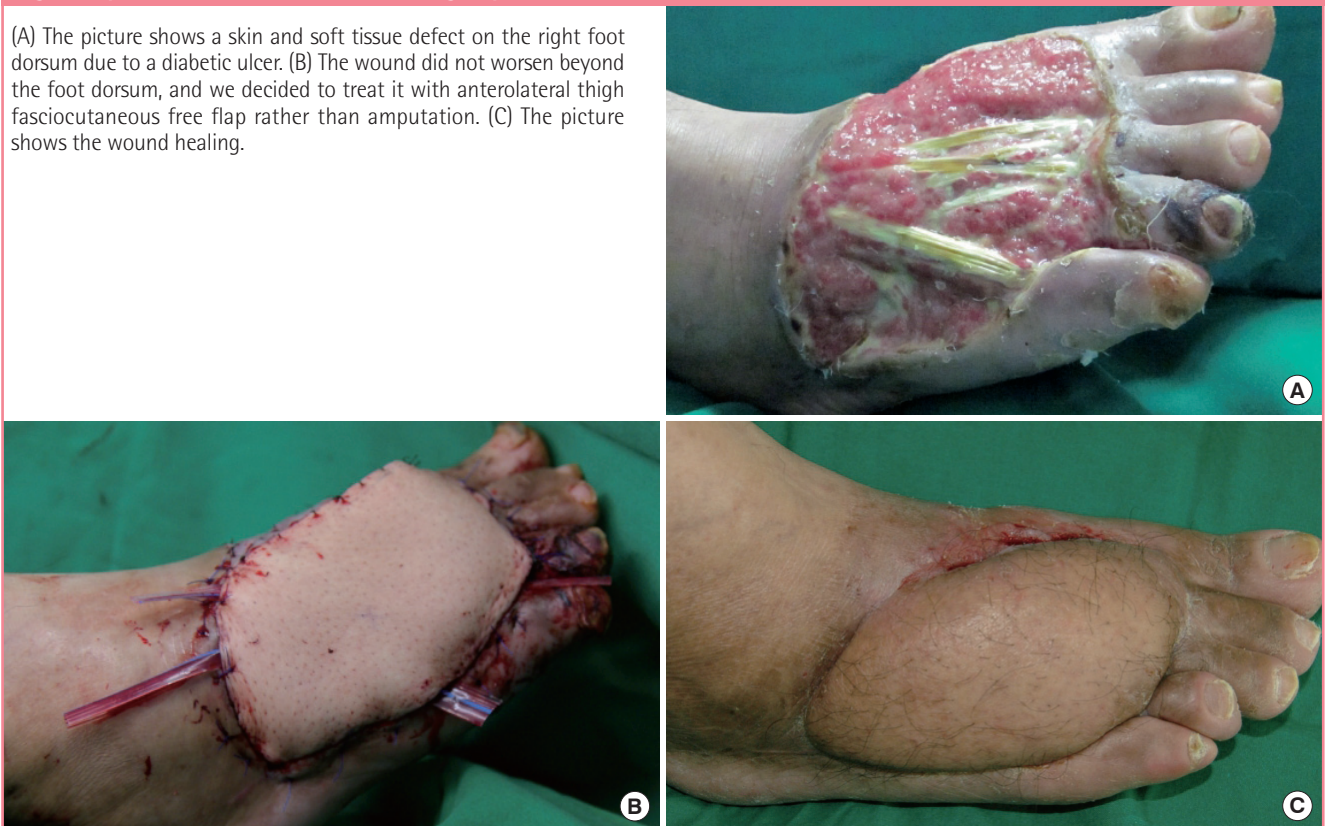 (A) The picture shows a skin and soft tissue defect on the right foot
dorsum due to a diabetic ulcer. (B) The wound did not worsen beyond
the foot dorsum, and we decided to treat it with anterolateral thigh
fasciocutaneous free flap rather than amputation. (C) The picture
shows the wound healing.
A
B
C